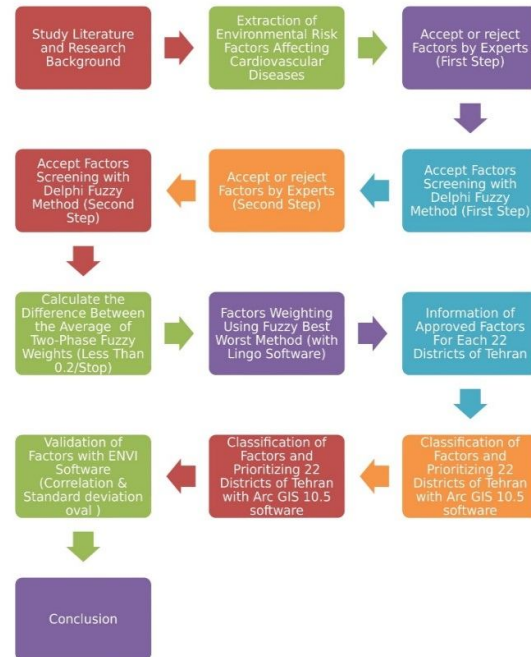 Study Literature
and Research
Background
Extraction of
Environmental Risk
Factors Affecting
Cardiovascular
Diseases
Accept or reject
Factors by Experts
(First Step)
Accept Factors
Screening with
Delphi Fuzzy
Method (First Step)
Accept or reject
Factors by Experts
(Second Step)
Accept Factors
Screening with
Delphi Fuzzy
Method (Second
Step)
Calculate the
Difference Between
the Average of
Two-Phase Fuzzy
Weights (Less Than
0.2/Stop)
Factors Weighting
Using Fuzzy Best
Worst Method (with
Lingo Software)
Information of
Approved Factors
For Each 22
Districts of Tehran
Classification of
Factors and
Prioritizing 22
Districts of Tehran
with Arc GIS 10.5
software
Classification of
Factors and
Prioritizing 22
Districts of Tehran
with Arc GIS 10.5
software
Validation of
Factors with ENVI
Software
(Correlation &
Standard deviation
oval )
Conclusion